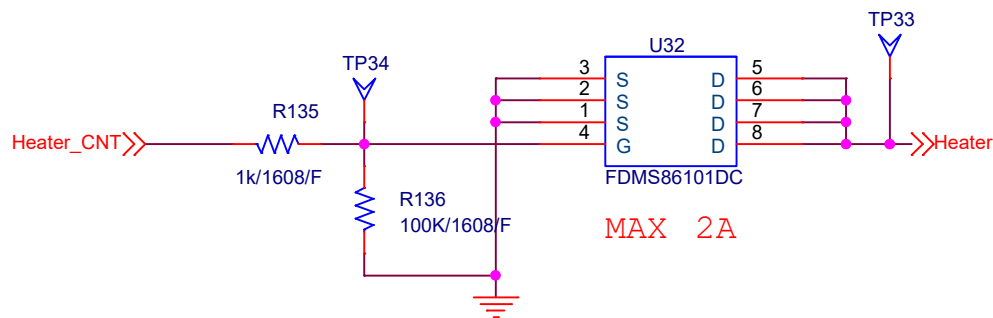 TP33
U32
TP34
3 S D 5
2 S D 6
1 S D 7
4 G D 8
R135
Heater_CNT
Heater
1k/1608/F
FDMS86101DC
R136
100K/1608/F
MAX 2A